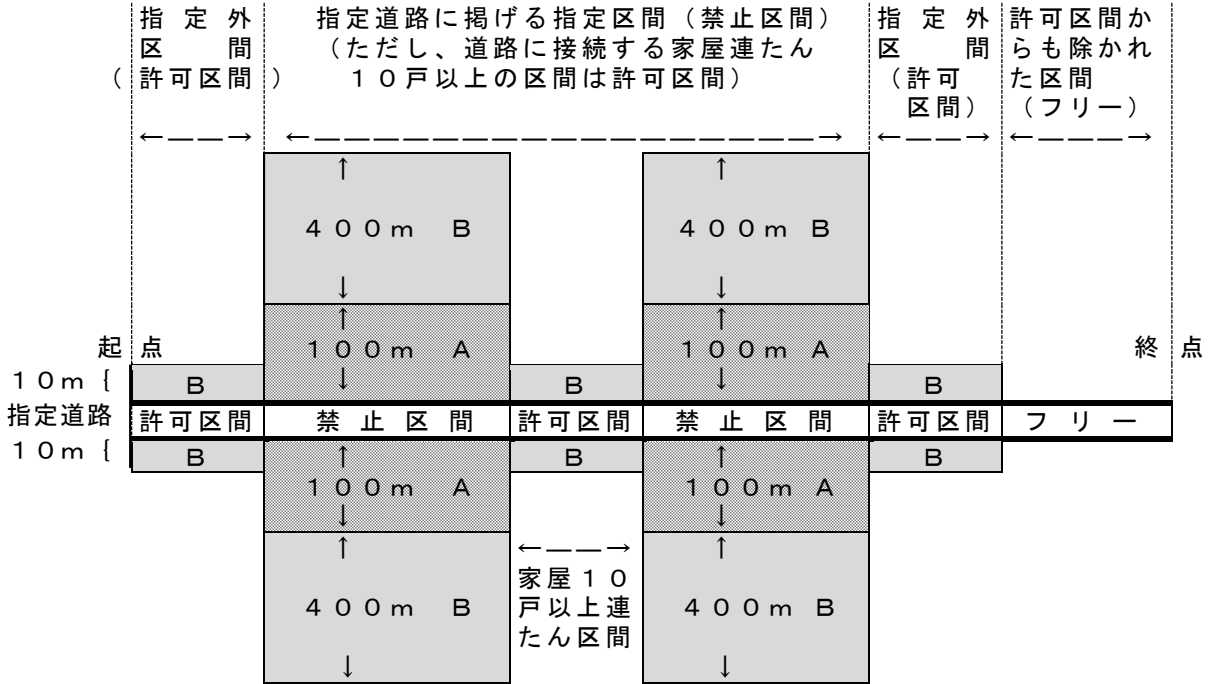 指定外
区間
(許可区間)
指定道路に掲げる指定区間(禁止区間)
(ただし、道路に接続する家屋連たん
10戸以上の区間は許可区間)
指定外
区間
(許可
区間)
許可区間か
らも除かれ
た区間
(フリー)
←――→
←――――――――――――→
←――→
←――→
↑
400m B
↓
↑
400m B
↓
↑
100m A
↓
↑
100m A
↓
起点
終点
10m {
B
B
B
指定道路
許可区間
禁止区間
許可区間
禁止区間
許可区間
フリー
10m {
B
B
B
↑
100m A
↓
↑
100m A
↓
↑
400m B
↓
←――→
家屋10
戸以上連
たん区間
↑
400m B
↓